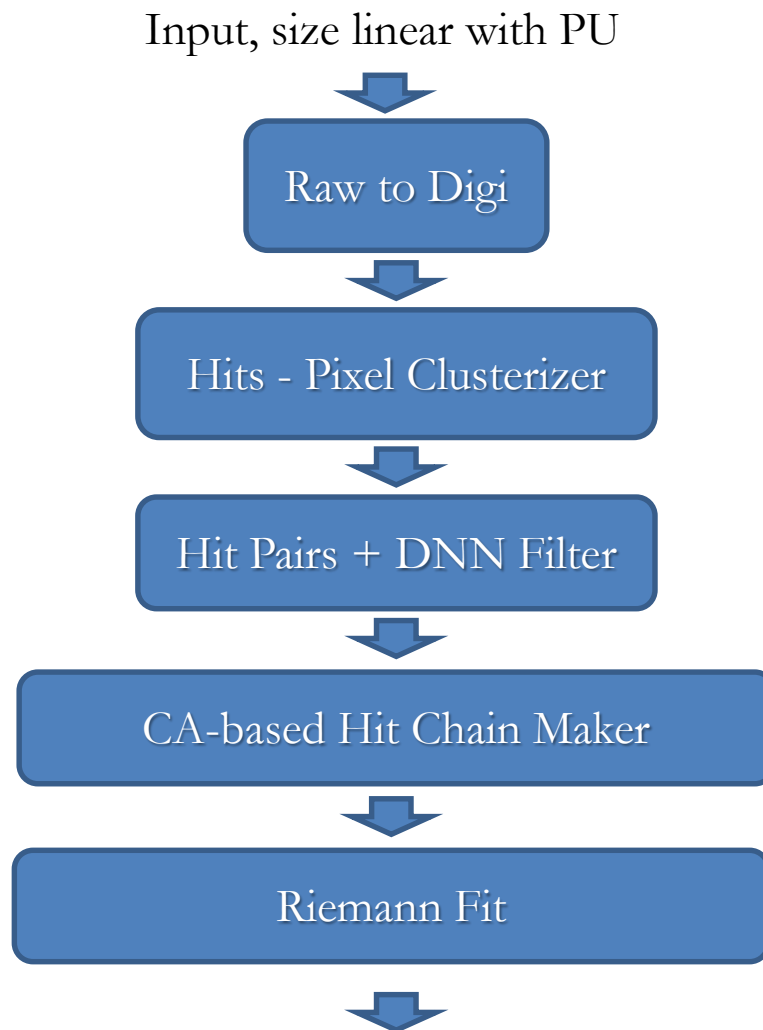 Input, size linear with PU
Raw to Digi
Hits - Pixel Clusterizer
Hit Pairs + DNN Filter
CA-based Hit Chain Maker
Riemann Fit